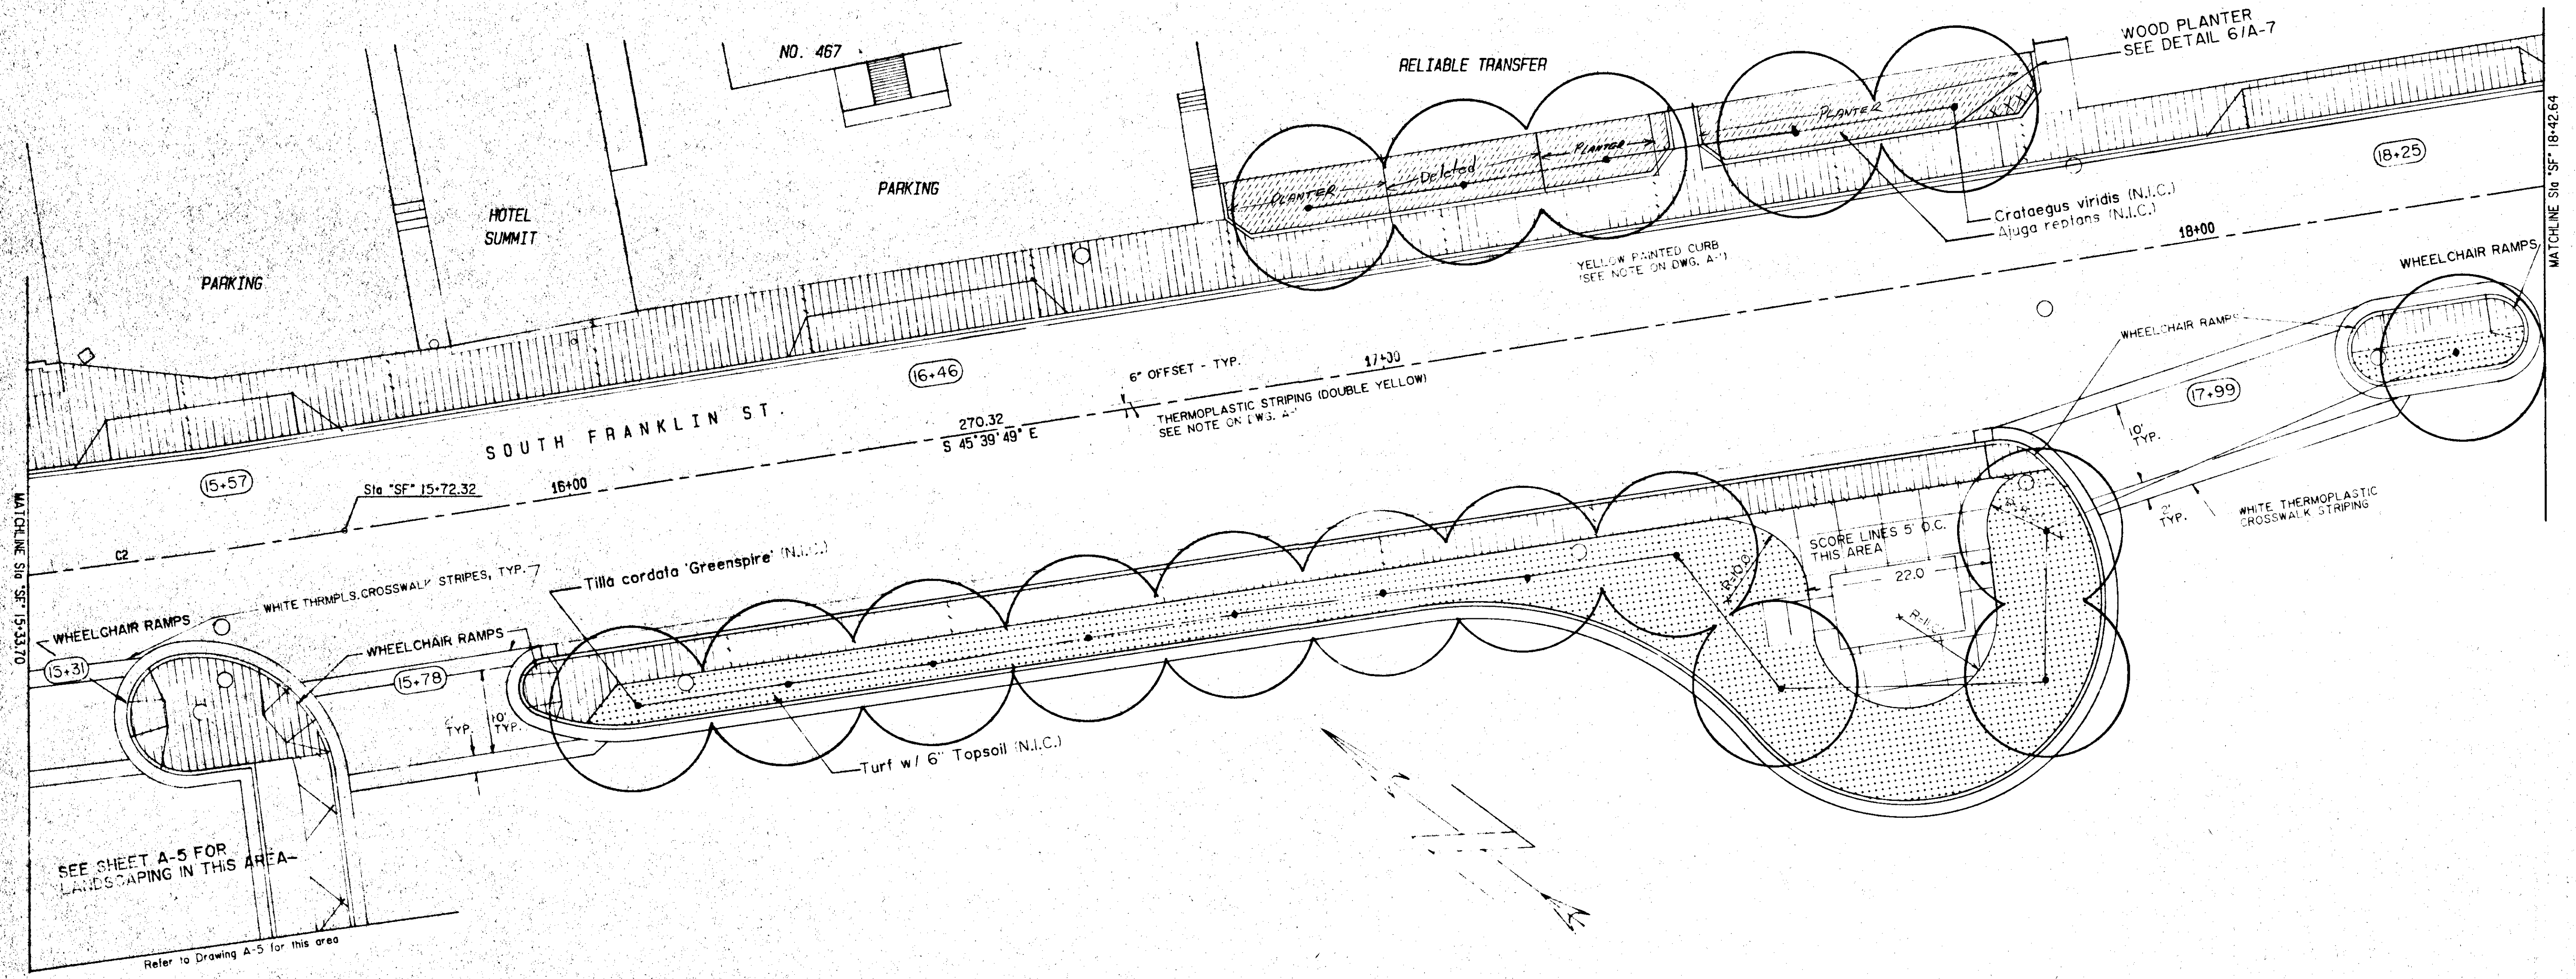 NO. 467
RELIABLE TRANSFER
WOOD PLANTER
SEE DETAIL 6/A-7
MATCHLINE Sta "SF" 18+42.64
PARKING
HOTEL
SUMMIT
PARKING
PLANTER
Deleted
PLANTER
PLANTER
18+25
Crataegus viridis (N.I.C.)
Ajuga reptans (N.I.C.)
18+00
YELLOW PAINTED CURB
(SEE NOTE ON DWG. A-
WHEELCHAIR RAMPS
WHEELCHAIR RAMPS
16+46
6" OFFSET - TYP.
17+00
THERMOPLASTIC STRIPING (DOUBLE YELLOW)
SEE NOTE ON DWG. A-
17+99
10'
TYP.
2'
TYP.
WHITE THERMOPLASTIC
CROSSWALK STRIPING
SOUTH FRANKLIN ST.
270.32
S 45°39'49" E
15+57
Sta "SF" 15+72.32
16+00
MATCHLINE Sta "SF" 15+33.70
C2
Tilla cordata 'Greenspire' (N.I.C.)
WHITE THRMPLS. CROSSWALK STRIPES, TYP.
SCORE LINES 5' O.C.
THIS AREA
22.0
R=10.0
WHEELCHAIR RAMPS
WHEELCHAIR RAMPS
15+31
15+78
TYP.
10'
TYP.
Turf w/ 6" Topsoil (N.I.C.)
SEE SHEET A-5 FOR
LANDSCAPING IN THIS AREA
Refer to Drawing A-5 for this area